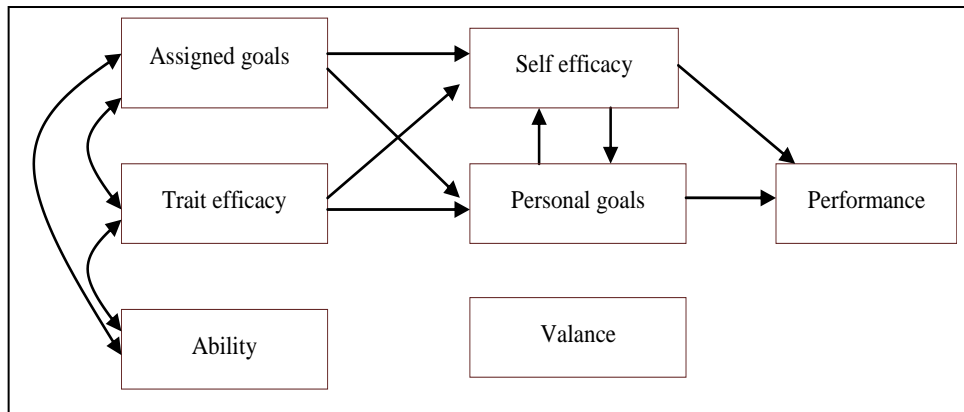 Assigned goals
Self efficacy
Trait efficacy
Personal goals
Performance
Ability
Valance